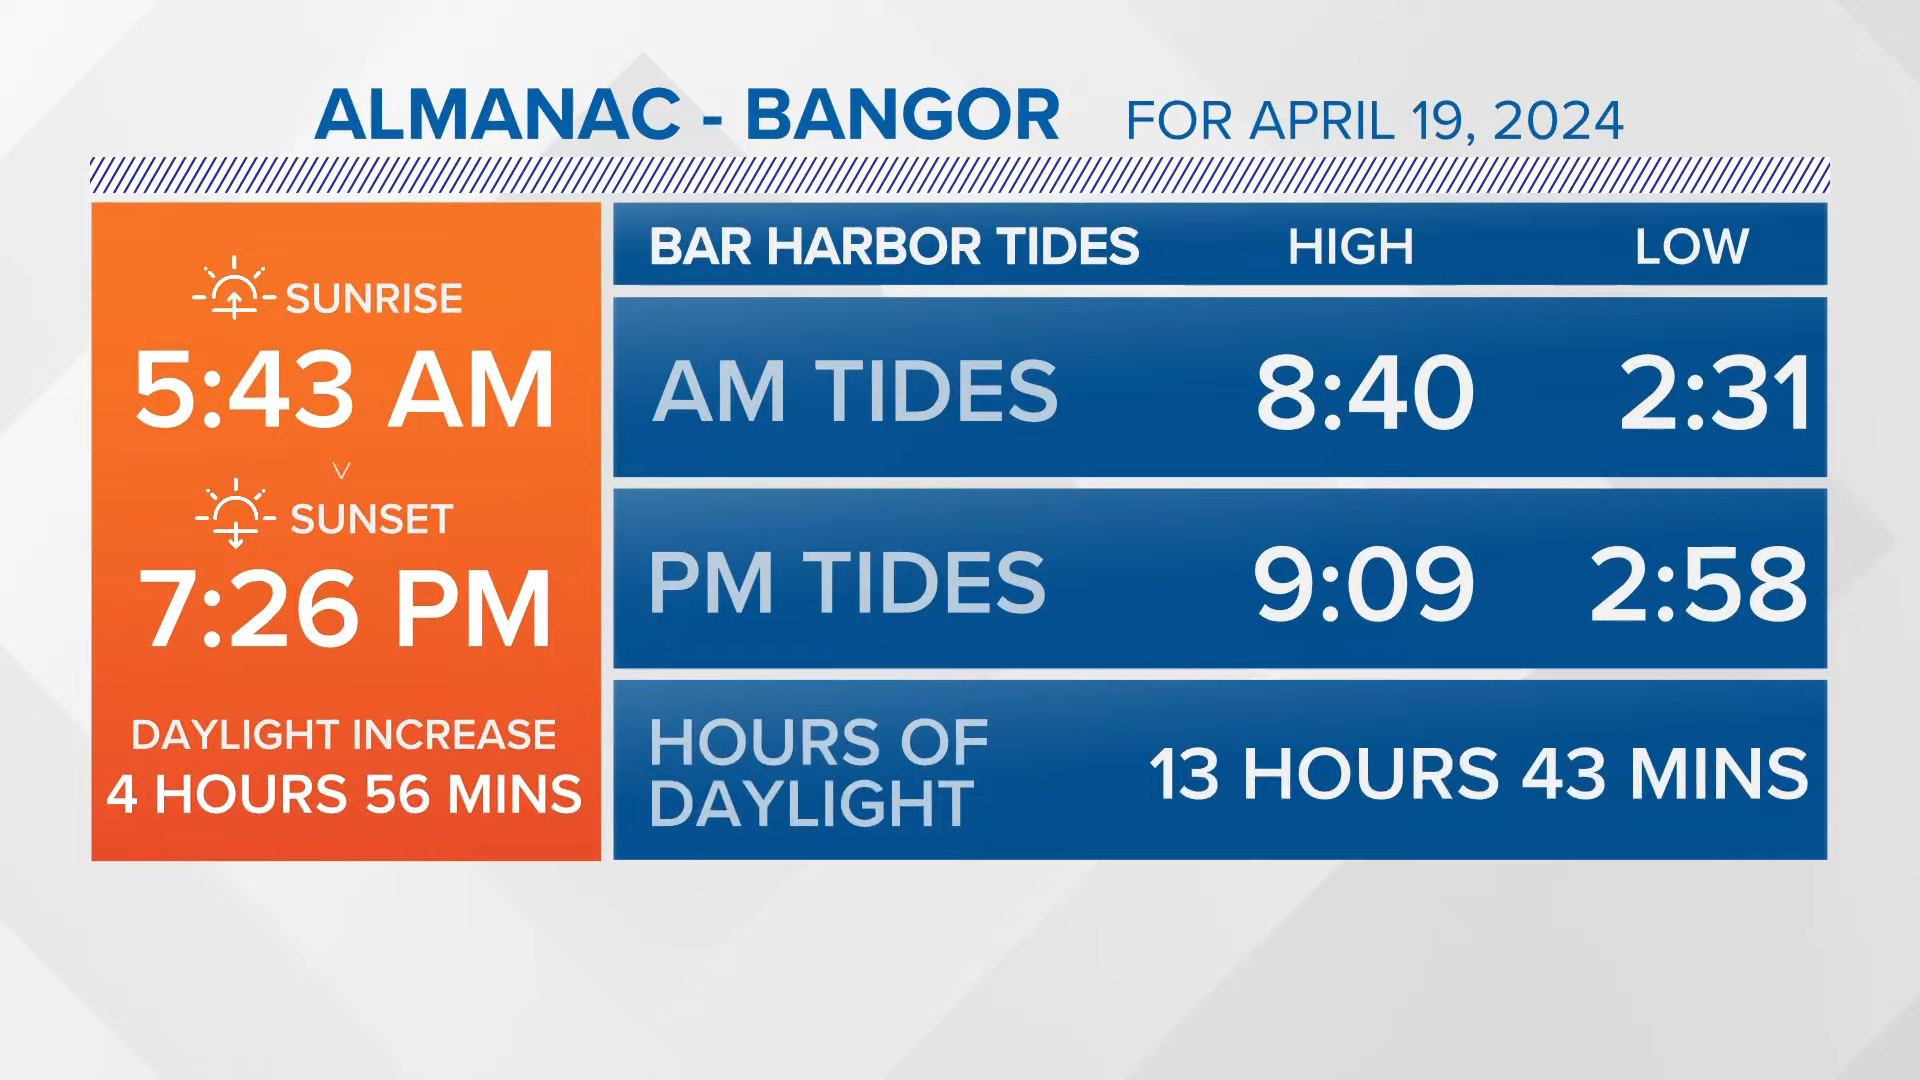 ALMANAC - BANGOR FOR APRIL 19, 2024
SUNRISE
5:43 AM
SUNSET
7:26 PM
DAYLIGHT INCREASE
4 HOURS 56 MINS
BAR HARBOR TIDES HIGH LOW
AM TIDES 8:40 2:31
PM TIDES 9:09 2:58
HOURS OF
DAYLIGHT
13 HOURS 43 MINS